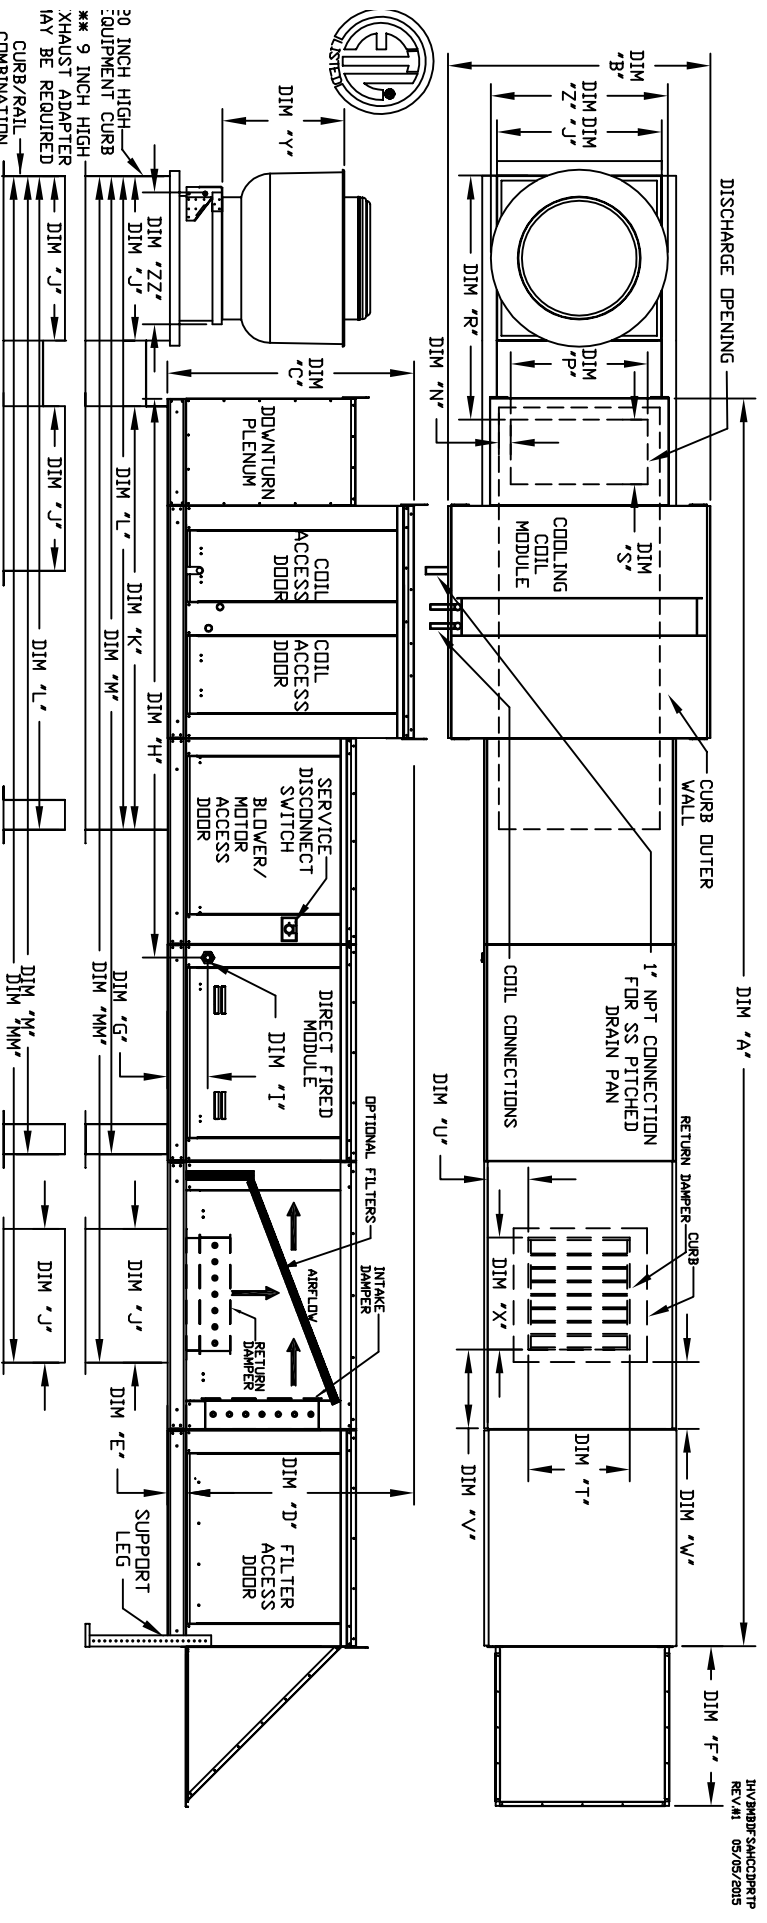 IHVBMBDFSAHCCDPRTP
REV.#1 05/05/2015
DIM "A"
DIM "F"
DIM
"B"
DIM
"Z"
DIM
"J"
DISCHARGE OPENING
DIM "R"
DIM
"P"
DIM "N"
DIM
"S"
COOLING
COIL
MODULE
CURB OUTER
WALL
1" NPT CONNECTION
FOR SS PITCHED
DRAIN PAN
COIL CONNECTIONS
RETURN DAMPER CURB
DIM "U"
DIM "X"
DIM "T"
DIM "V"
DIM "W"
LISTED
DIM "Y"
DIM
"C"
DOWNTURN
PLENUM
COIL
ACCESS
DOOR
COIL
ACCESS
DOOR
SERVICE
DISCONNECT
SWITCH
BLOWER/
MOTOR
ACCESS
DOOR
DIRECT FIRED
MODULE
DIM "I"
OPTIONAL FILTERS
INTAKE
DAMPER
AIRFLOW
RETURN
DAMPER
DIM "D"
FILTER
ACCESS
DOOR
20 INCH HIGH
EQUIPMENT CURB
** 9 INCH HIGH
EXHAUST ADAPTER
MAY BE REQUIRED
CURB/RAIL
COMBINATION
DIM "ZZ"
DIM "J"
DIM "H"
DIM "L"
DIM "K"
DIM "M"
DIM "G"
DIM "MM"
DIM "J"
DIM "E"
SUPPORT
LEG
DIM "J"
DIM "J"
DIM "L"
DIM "M"
DIM "MM"
DIM "J"